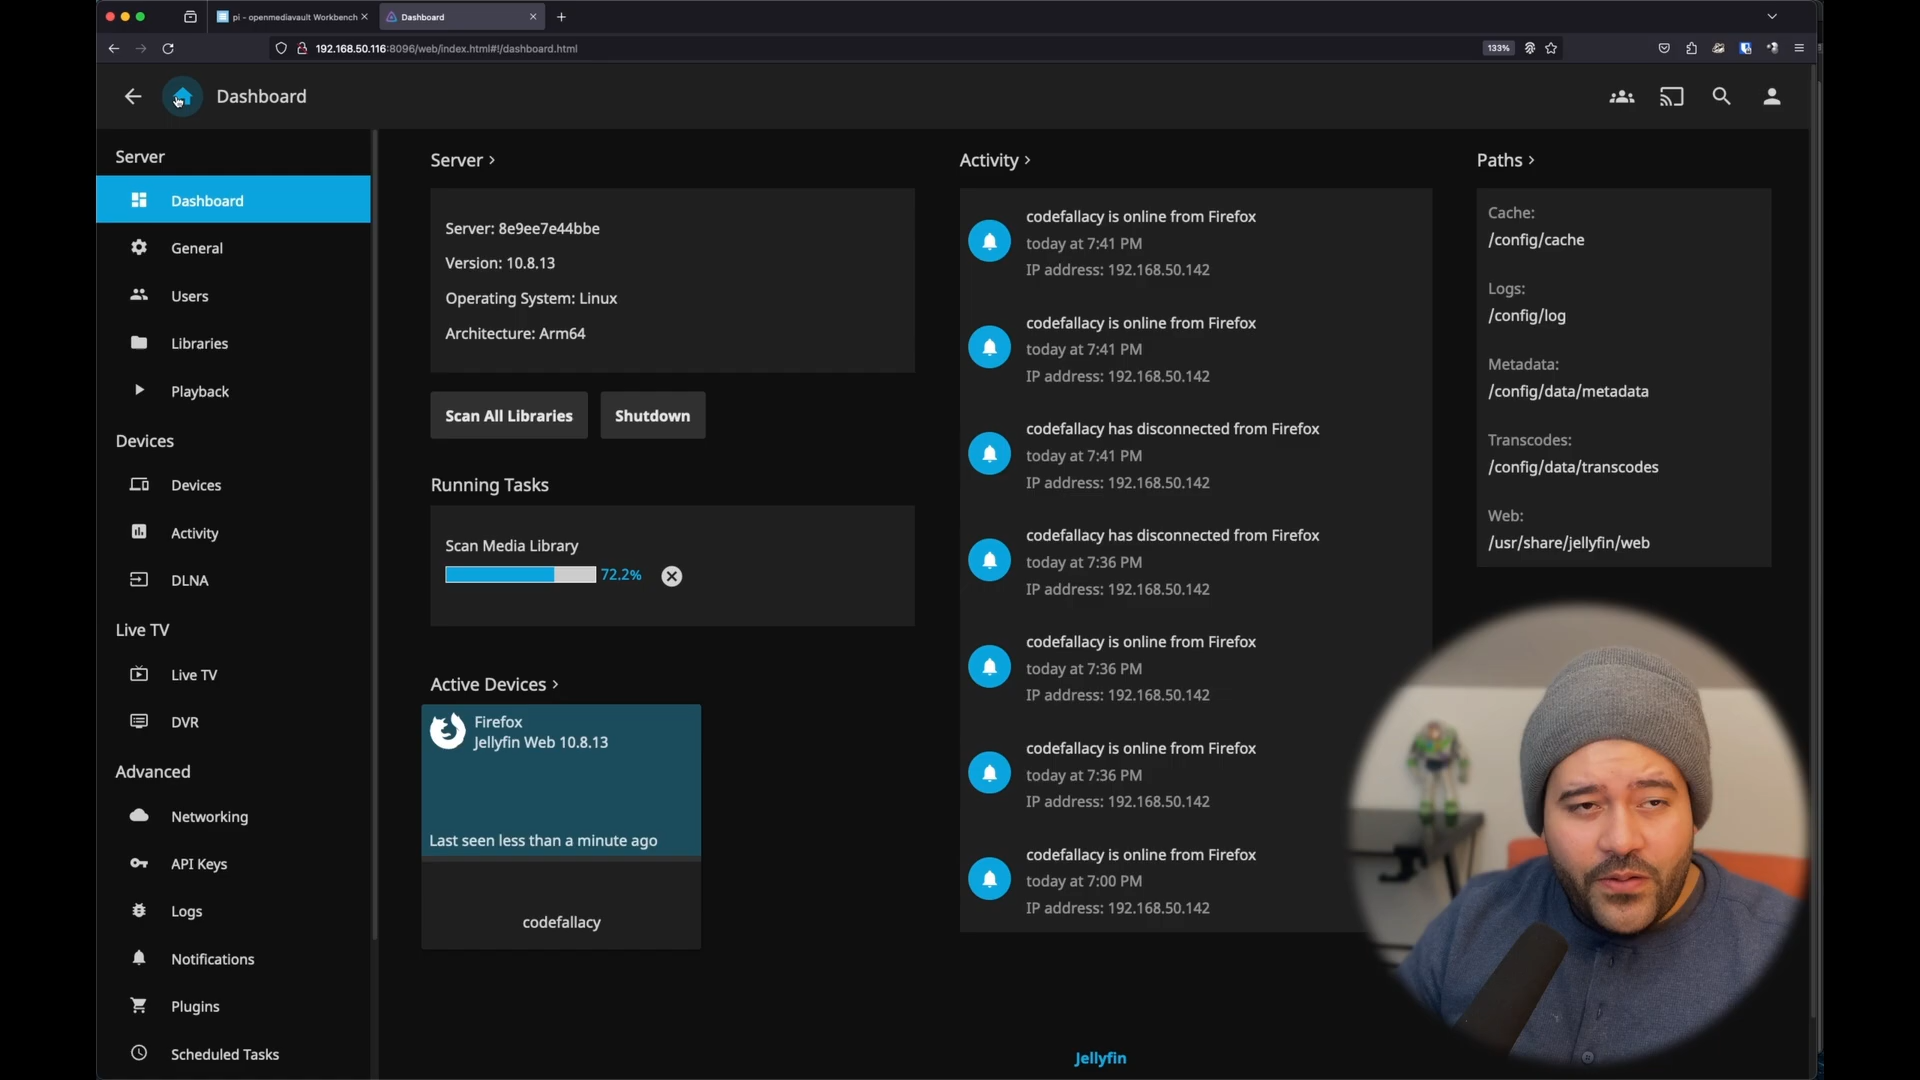 pi - openmediavault Workbench
Dashboard
192.168.50.116:8096/web/index.html#!/dashboard.html
133%
Dashboard
Server
Dashboard
General
Users
Libraries
Playback
Devices
Devices
Activity
DLNA
Live TV
Live TV
DVR
Advanced
Networking
API Keys
Logs
Notifications
Plugins
Scheduled Tasks
Server
Server: 8e9ee7e44bbe
Version: 10.8.13
Operating System: Linux
Architecture: Arm64
Scan All Libraries
Shutdown
Running Tasks
Scan Media Library
72.2%
Active Devices
Firefox
Jellyfin Web 10.8.13
Last seen less than a minute ago
codefallacy
Activity
codefallacy is online from Firefox
today at 7:41 PM
IP address: 192.168.50.142
codefallacy is online from Firefox
today at 7:41 PM
IP address: 192.168.50.142
codefallacy has disconnected from Firefox
today at 7:41 PM
IP address: 192.168.50.142
codefallacy has disconnected from Firefox
today at 7:36 PM
IP address: 192.168.50.142
codefallacy is online from Firefox
today at 7:36 PM
IP address: 192.168.50.142
codefallacy is online from Firefox
today at 7:36 PM
IP address: 192.168.50.142
codefallacy is online from Firefox
today at 7:00 PM
IP address: 192.168.50.142
Paths
Cache:
/config/cache
Logs:
/config/log
Metadata:
/config/data/metadata
Transcodes:
/config/data/transcodes
Web:
/usr/share/jellyfin/web
Jellyfin